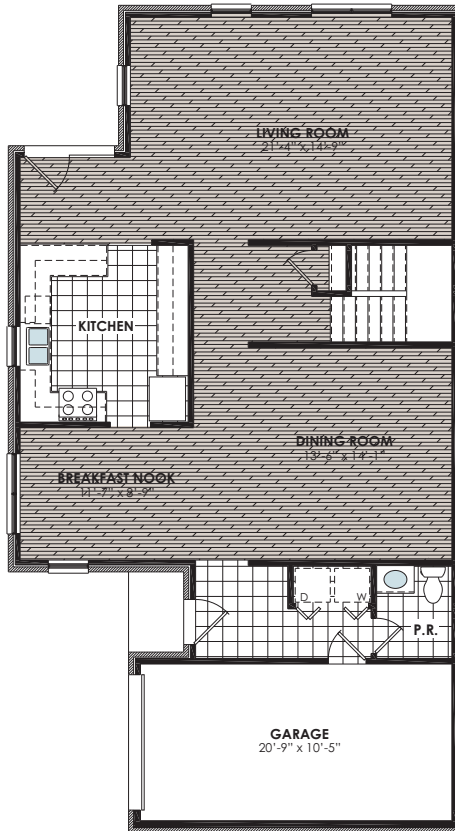 LIVING ROOM
21'-4" x 14'-9"
KITCHEN
DINING ROOM
13'-6" x 14'-1"
BREAKFAST NOOK
11'-7" x 8'-9"
D
W
P.R.
GARAGE
20'-9" x 10'-5"